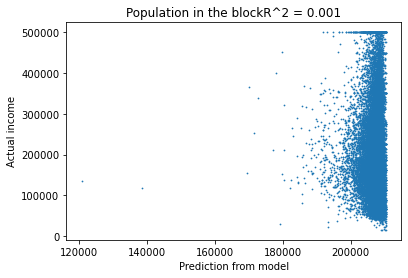 Population in the blockR^2 = 0.001
500000
400000
300000
200000
100000
0
Actual income
120000 140000 160000 180000 200000
Prediction from model